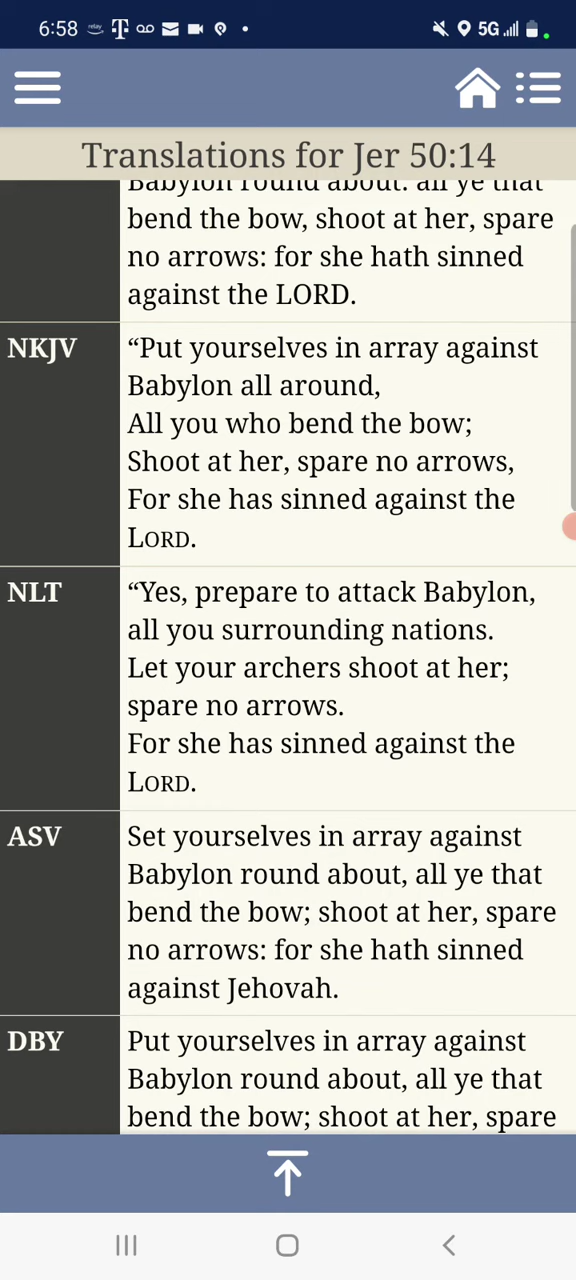 6:58
5G
Translations for Jer 50:14
Babylon round about: all ye that
bend the bow, shoot at her, spare
no arrows: for she hath sinned
against the LORD.
NKJV
“Put yourselves in array against
Babylon all around,
All you who bend the bow;
Shoot at her, spare no arrows,
For she has sinned against the
LORD.
NLT
“Yes, prepare to attack Babylon,
all you surrounding nations.
Let your archers shoot at her;
spare no arrows.
For she has sinned against the
LORD.
ASV
Set yourselves in array against
Babylon round about, all ye that
bend the bow; shoot at her, spare
no arrows: for she hath sinned
against Jehovah.
DBY
Put yourselves in array against
Babylon round about, all ye that
bend the bow; shoot at her, spare